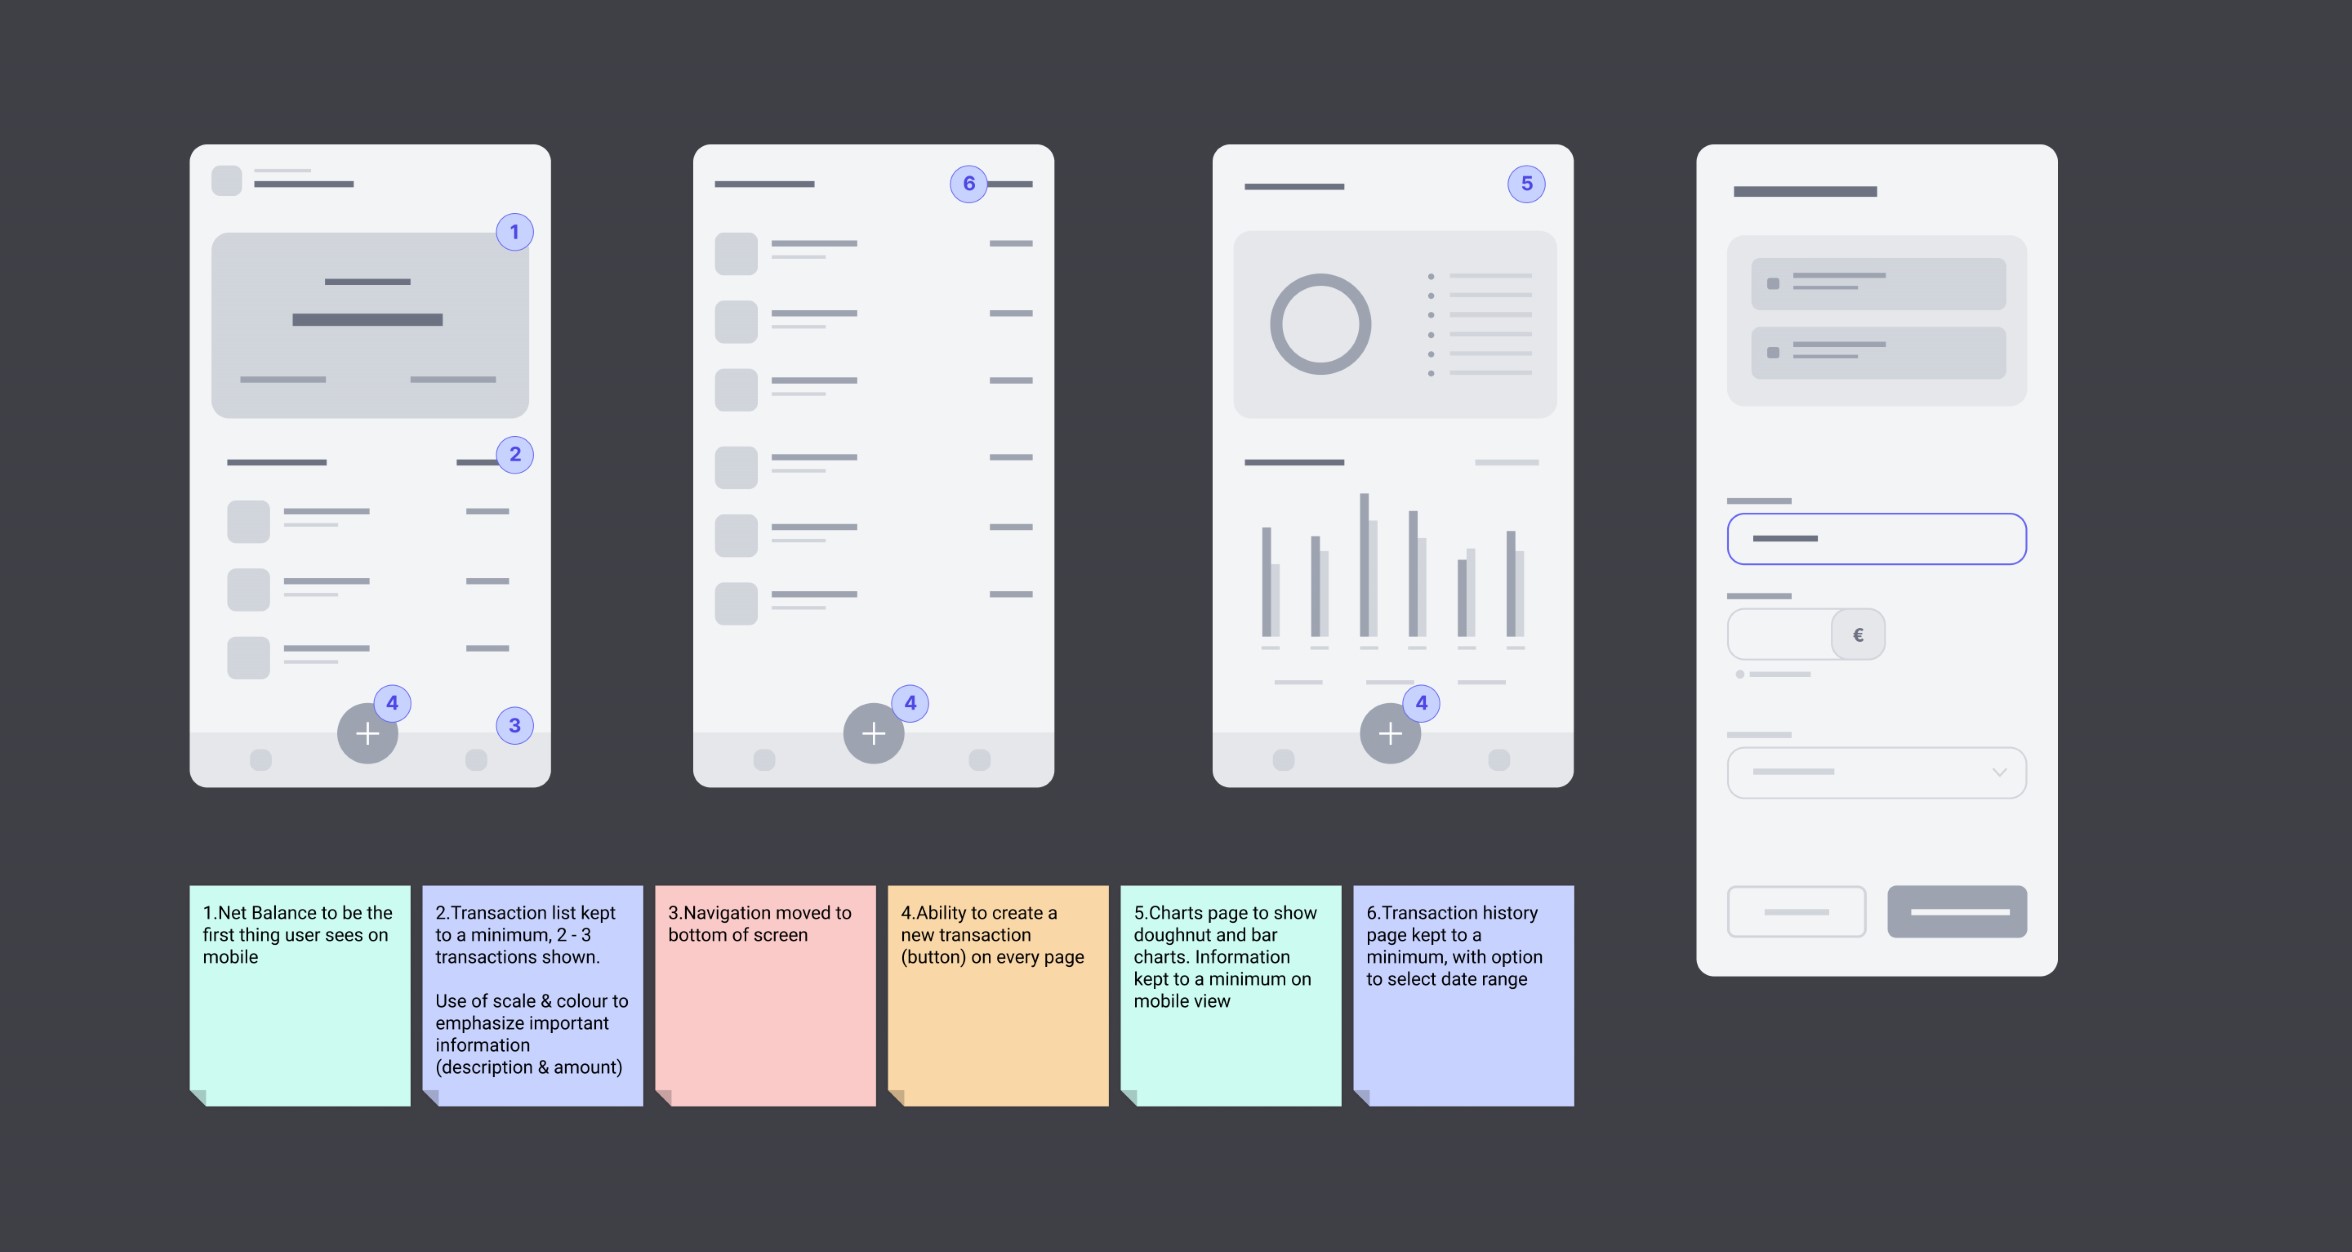 6
5
1
2
€
4
4
4
3
1.Net Balance to be the
first thing user sees on
mobile
2.Transaction list kept
to a minimum, 2 - 3
transactions shown.
Use of scale & colour to
emphasize important
information
(description & amount)
3.Navigation moved to
bottom of screen
4.Ability to create a
new transaction
(button) on every page
5.Charts page to show
doughnut and bar
charts. Information
kept to a minimum on
mobile view
6.Transaction history
page kept to a
minimum, with option
to select date range